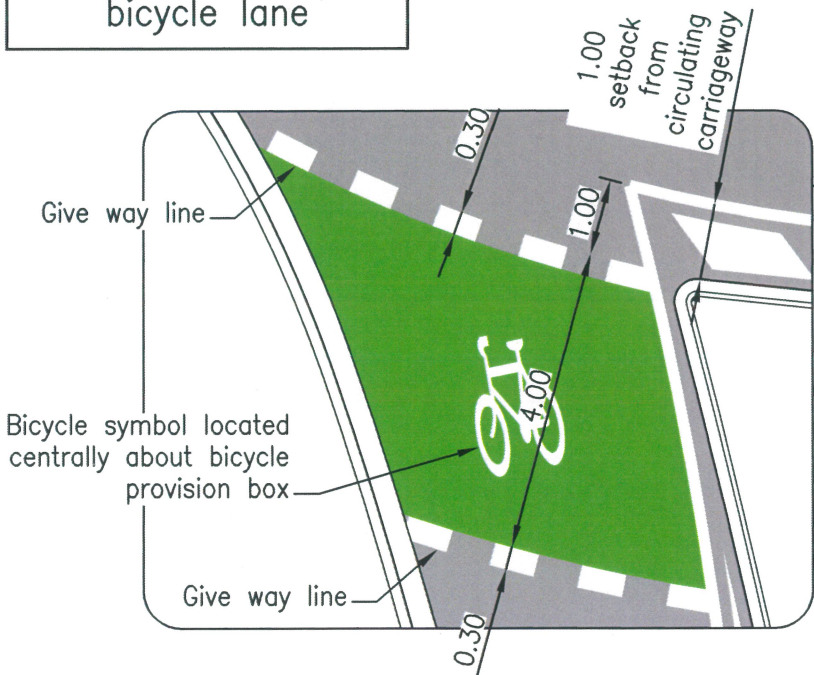 bicycle lane
1.00
setback
from
circulating
carriageway
0.30
Give way line
1.00
4.00
Bicycle symbol located
centrally about bicycle
provision box
Give way line
0.30